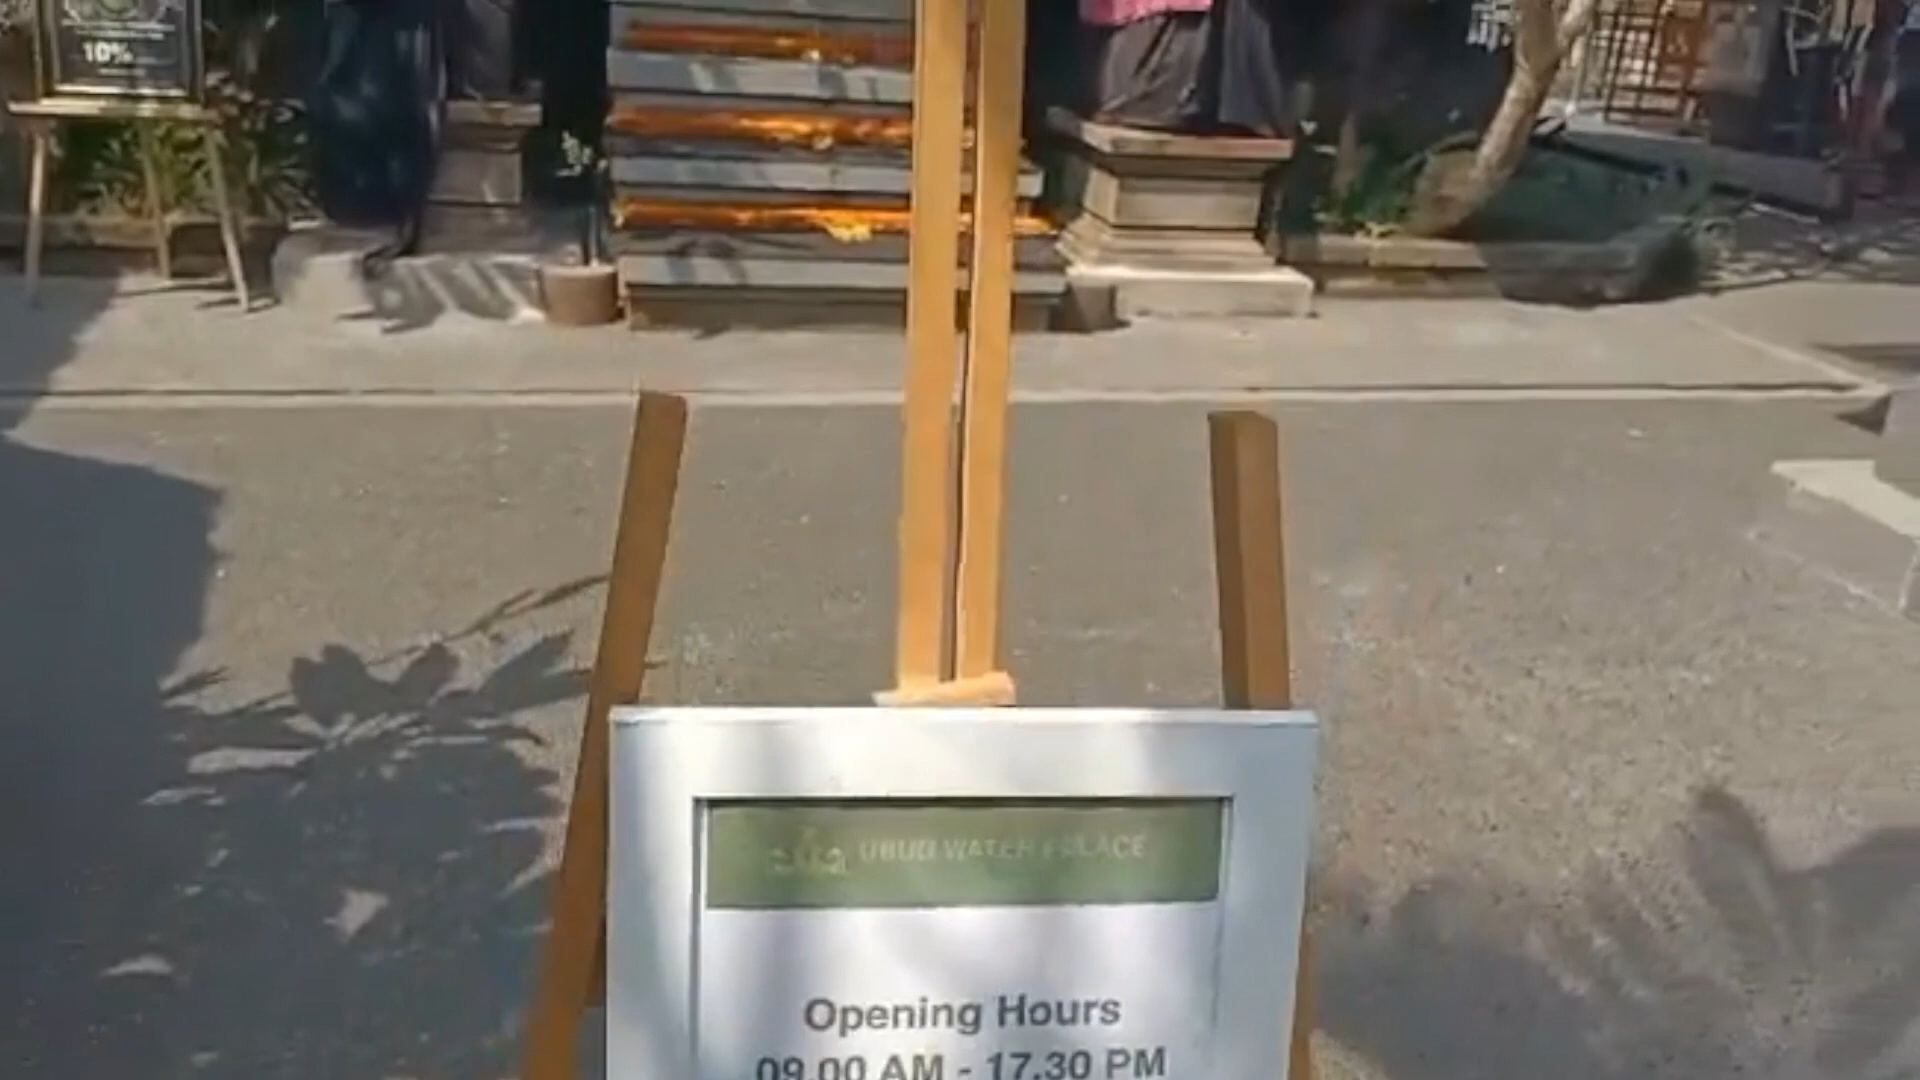 10%
UBUD WATER PALACE
Opening Hours
09.00 AM - 17.30 PM